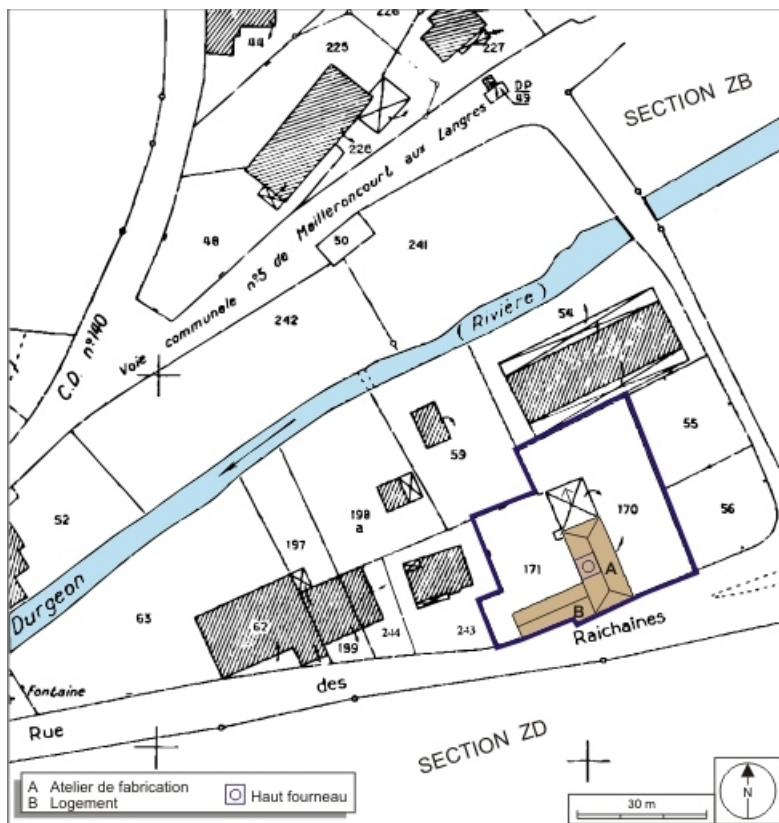 44
226
225
227
DP
49
SECTION ZB
228
48
Voie communale n°5 de Mailleroncourt aux Langres
50
241
C.D. n°140
242
(Rivière)
54
59
55
52
198
a
170
56
197
171
A
B
Durgeon
63
62
199
244
243
Raichaines
des
Fontaine
Rue
SECTION ZD
A Atelier de fabrication
B Logement
Haut fourneau
30 m
N